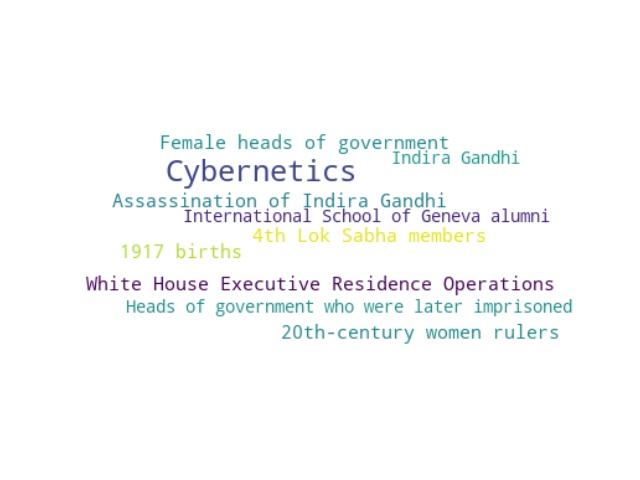 Female heads of government
Indira Gandhi
Cybernetics
Assassination of Indira Gandhi
International School of Geneva alumni
4th Lok Sabha members
1917 births
White House Executive Residence Operations
Heads of government who were later imprisoned
20th-century women rulers